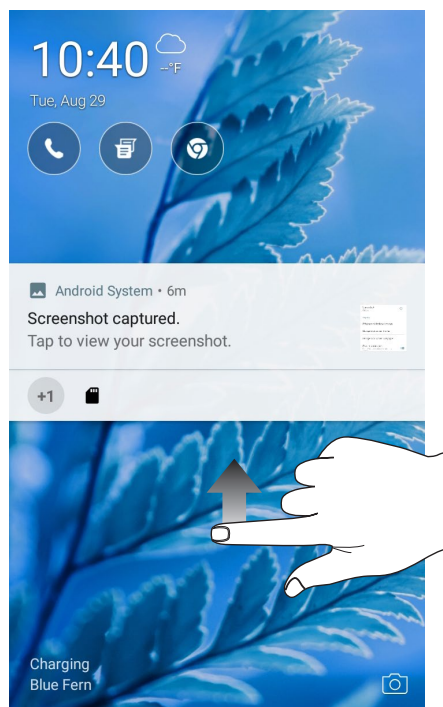 10:40
--°F
Tue, Aug 29
Android System • 6m
Screenshot captured.
Tap to view your screenshot.
+1
Charging
Blue Fern